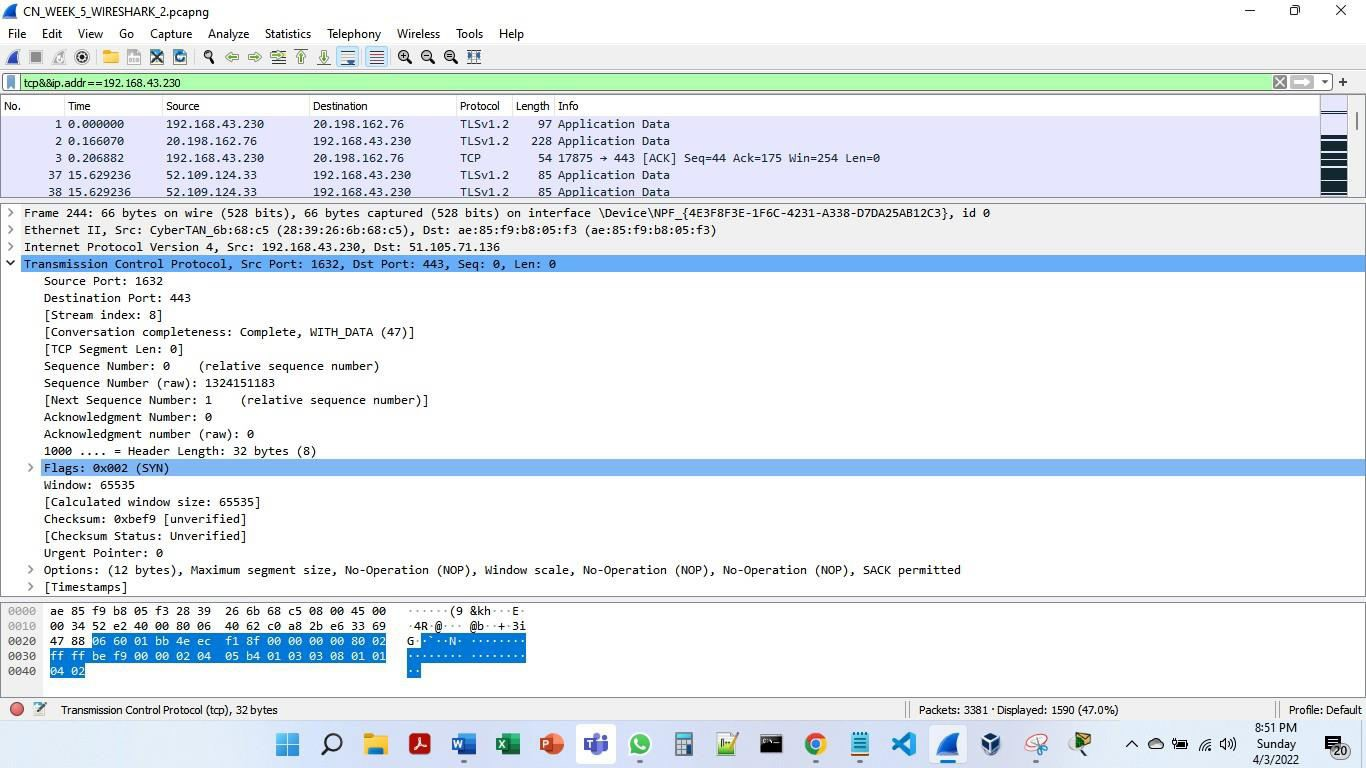 CN_WEEK_5_WIRESHARK_2.pcapng
File Edit View Go Capture Analyze Statistics Telephony Wireless Tools Help
tcp&&ip.addr==192.168.43.230
No. Time Source Destination Protocol Length Info
1 0.000000 192.168.43.230 20.198.162.76 TLSv1.2 97 Application Data
2 0.166070 20.198.162.76 192.168.43.230 TLSv1.2 228 Application Data
3 0.206882 192.168.43.230 20.198.162.76 TCP 54 17875 → 443 [ACK] Seq=44 Ack=175 Win=254 Len=0
37 15.629236 52.109.124.33 192.168.43.230 TLSv1.2 85 Application Data
38 15.629236 52.109.124.33 192.168.43.230 TLSv1.2 85 Application Data
Frame 244: 66 bytes on wire (528 bits), 66 bytes captured (528 bits) on interface \Device\NPF_{4E3F8F3E-1F6C-4231-A338-D7DA25AB12C3}, id 0
Ethernet II, Src: CyberTAN_6b:68:c5 (28:39:26:6b:68:c5), Dst: ae:85:f9:b8:05:f3 (ae:85:f9:b8:05:f3)
Internet Protocol Version 4, Src: 192.168.43.230, Dst: 51.105.71.136
Transmission Control Protocol, Src Port: 1632, Dst Port: 443, Seq: 0, Len: 0
Source Port: 1632
Destination Port: 443
[Stream index: 8]
[Conversation completeness: Complete, WITH_DATA (47)]
[TCP Segment Len: 0]
Sequence Number: 0 (relative sequence number)
Sequence Number (raw): 1324151183
[Next Sequence Number: 1 (relative sequence number)]
Acknowledgment Number: 0
Acknowledgment number (raw): 0
1000 .... = Header Length: 32 bytes (8)
Flags: 0x002 (SYN)
Window: 65535
[Calculated window size: 65535]
Checksum: 0xbef9 [unverified]
[Checksum Status: Unverified]
Urgent Pointer: 0
Options: (12 bytes), Maximum segment size, No-Operation (NOP), Window scale, No-Operation (NOP), No-Operation (NOP), SACK permitted
[Timestamps]
0000 ae 85 f9 b8 05 f3 28 39 26 6b 68 c5 08 00 45 00 ······(9 &kh···E·
0010 00 34 52 e2 40 00 80 06 40 62 c0 a8 2b e6 33 69 ·4R·@··· @b··+·3i
0020 47 88 06 60 01 bb 4e ec f1 8f 00 00 00 00 80 02 G··`··N· ········
0030 ff ff be f9 00 00 02 04 05 b4 01 03 03 08 01 01 ········ ········
0040 04 02 ··
Transmission Control Protocol (tcp), 32 bytes Packets: 3381 · Displayed: 1590 (47.0%) Profile: Default
8:51 PM
Sunday
4/3/2022
20